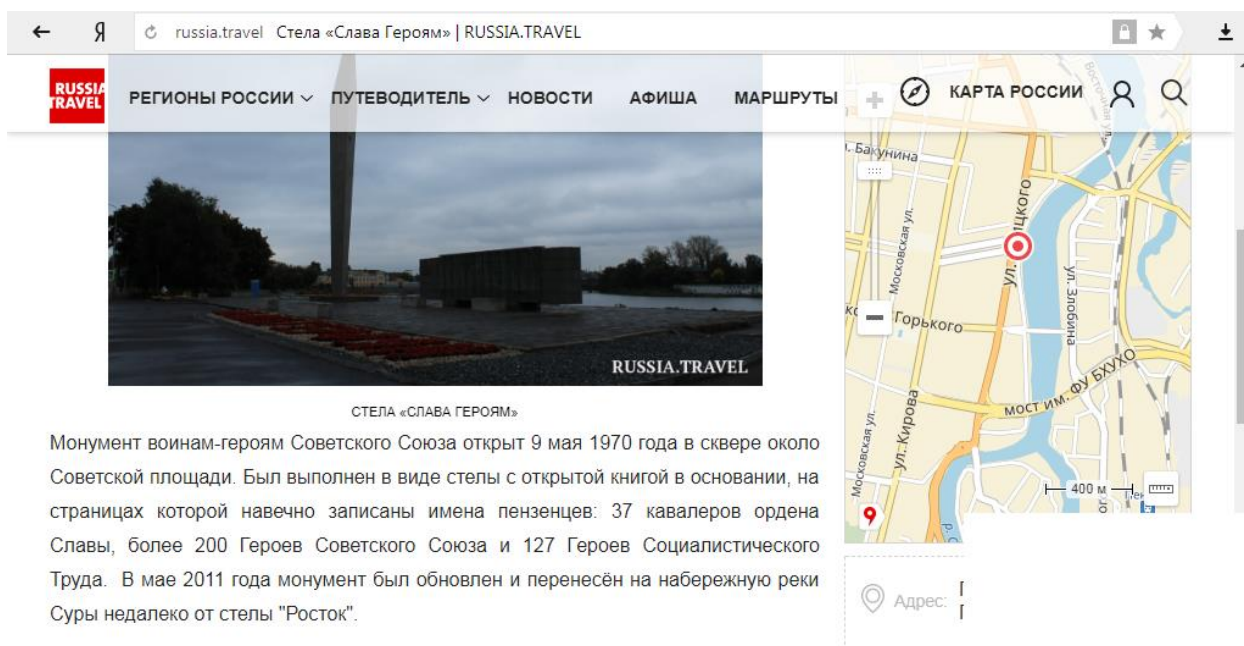 Я russia.travel Стела «Слава Героям» | RUSSIA.TRAVEL
RUSSIA
TRAVEL
РЕГИОНЫ РОССИИ ПУТЕВОДИТЕЛЬ НОВОСТИ АФИША МАРШРУТЫ КАРТА РОССИИ
RUSSIA.TRAVEL
СТЕЛА «СЛАВА ГЕРОЯМ»
Монумент воинам-героям Советского Союза открыт 9 мая 1970 года в сквере около
Советской площади. Был выполнен в виде стелы с открытой книгой в основании, на
страницах которой навечно записаны имена пензенцев: 37 кавалеров ордена
Славы, более 200 Героев Советского Союза и 127 Героев Социалистического
Труда. В мае 2011 года монумент был обновлен и перенесён на набережную реки
Суры недалеко от стелы "Росток".
Восточная ул.
Бакунина
Московская ул.
ул.
ул. Злобина
Горького
мост им. ФУ БХУХО
ул. Кирова
Московская ул.
400 м
Адрес: